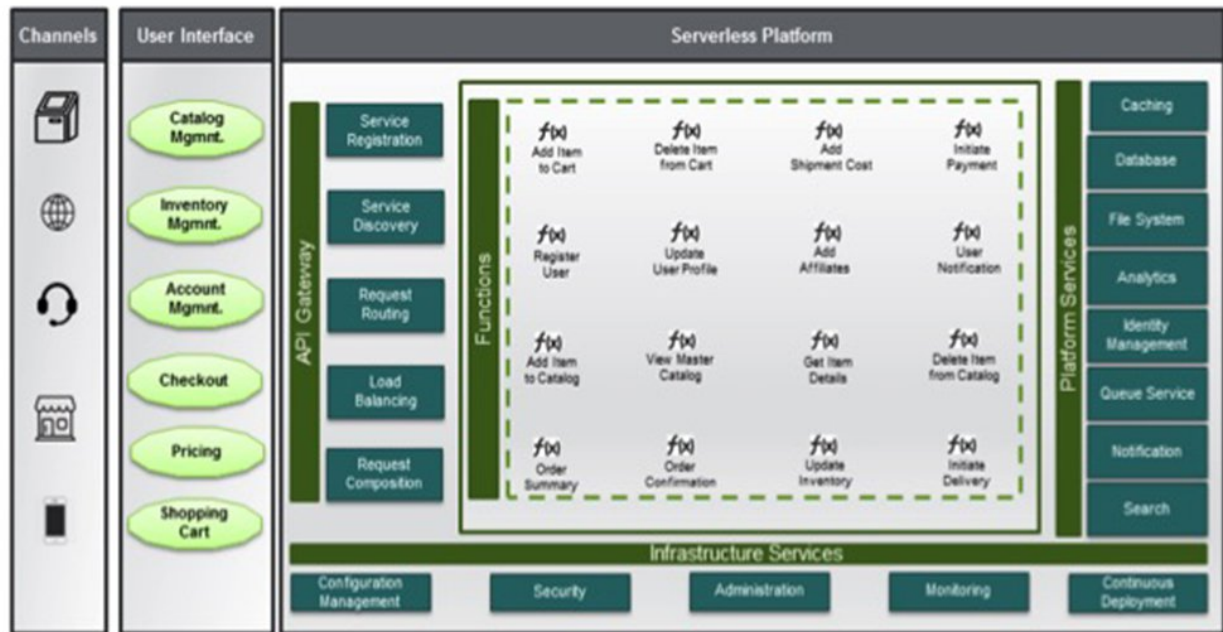 Channels
User Interface
Serverless Platform
Catalog
Mgmnt.
Inventory
Mgmnt.
Account
Mgmnt.
Checkout
Pricing
Shopping
Cart
API Gateway
Service
Registration
Service
Discovery
Request
Routing
Load
Balancing
Request
Composition
Functions
f(x)
Add Item
to Cart
f(x)
Delete Item
from Cart
f(x)
Add
Shipment Cost
f(x)
Initiate
Payment
f(x)
Register
User
f(x)
Update
User Profile
f(x)
Add
Affiliates
f(x)
User
Notification
f(x)
Add Item
to Catalog
f(x)
View Master
Catalog
f(x)
Get Item
Details
f(x)
Delete Item
from Catalog
f(x)
Order
Summary
f(x)
Order
Confirmation
f(x)
Update
Inventory
f(x)
Initiate
Delivery
Platform Services
Caching
Database
File System
Analytics
Identity
Management
Queue Service
Notification
Search
Infrastructure Services
Configuration
Management
Security
Administration
Monitoring
Continuous
Deployment